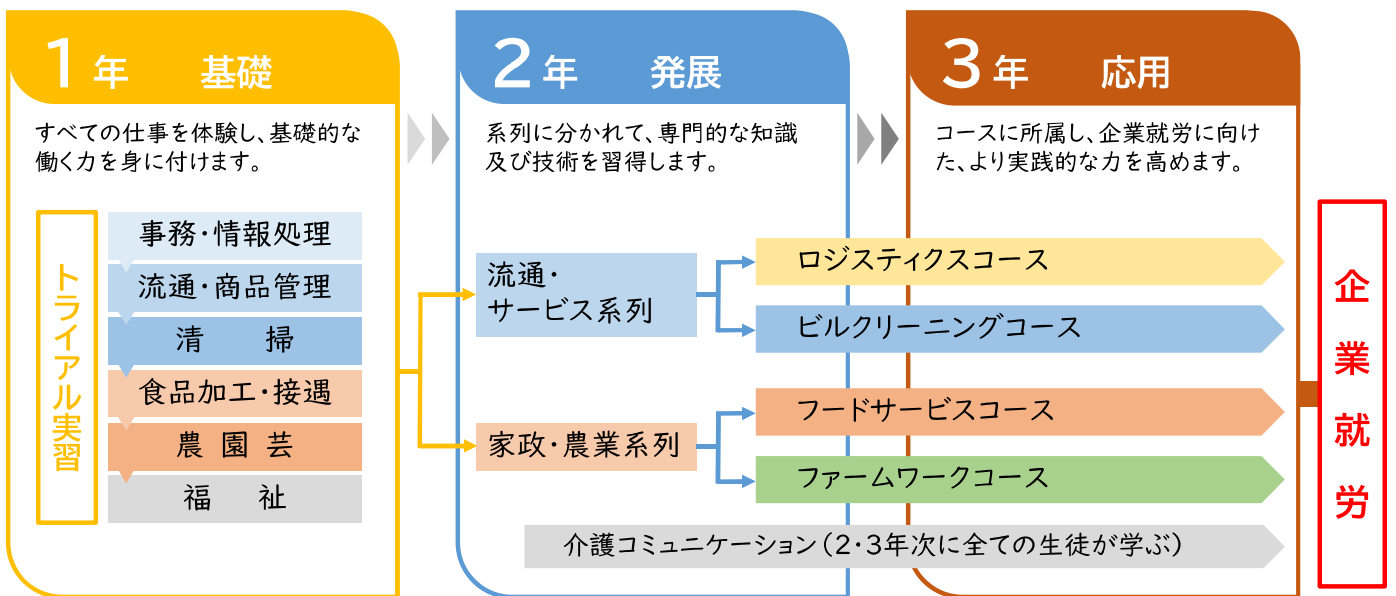 1年 基礎
すべての仕事を体験し、基礎的な
働く力を身に付けます。
トライアル実習
事務・情報処理
流通・商品管理
清 掃
食品加工・接遇
農 園 芸
福 祉
2年 発展
系列に分かれて、専門的な知識
及び技術を習得します。
流通・
サービス系列
家政・農業系列
3年 応用
コースに所属し、企業就労に向け
た、より実践的な力を高めます。
ロジスティクスコース
ビルクリーニングコース
フードサービスコース
ファームワークコース
介護コミュニケーション（2・3年次に全ての生徒が学ぶ）
企業就労